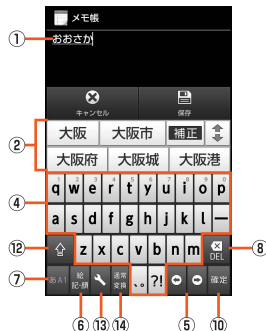 メモ帳
① おおさか
キャンセル 保存
② 大阪 大阪市 補正
大阪府 大阪城 大阪港
④ q w e r t y u i o p
a s d f g h j k l ー
⑫ z x c v b n m DEL ⑧
⑦ あA1 絵記・顔 通常変換 、。 ?! 確定
⑥ ⑬ ⑭ ⑤ ⑩